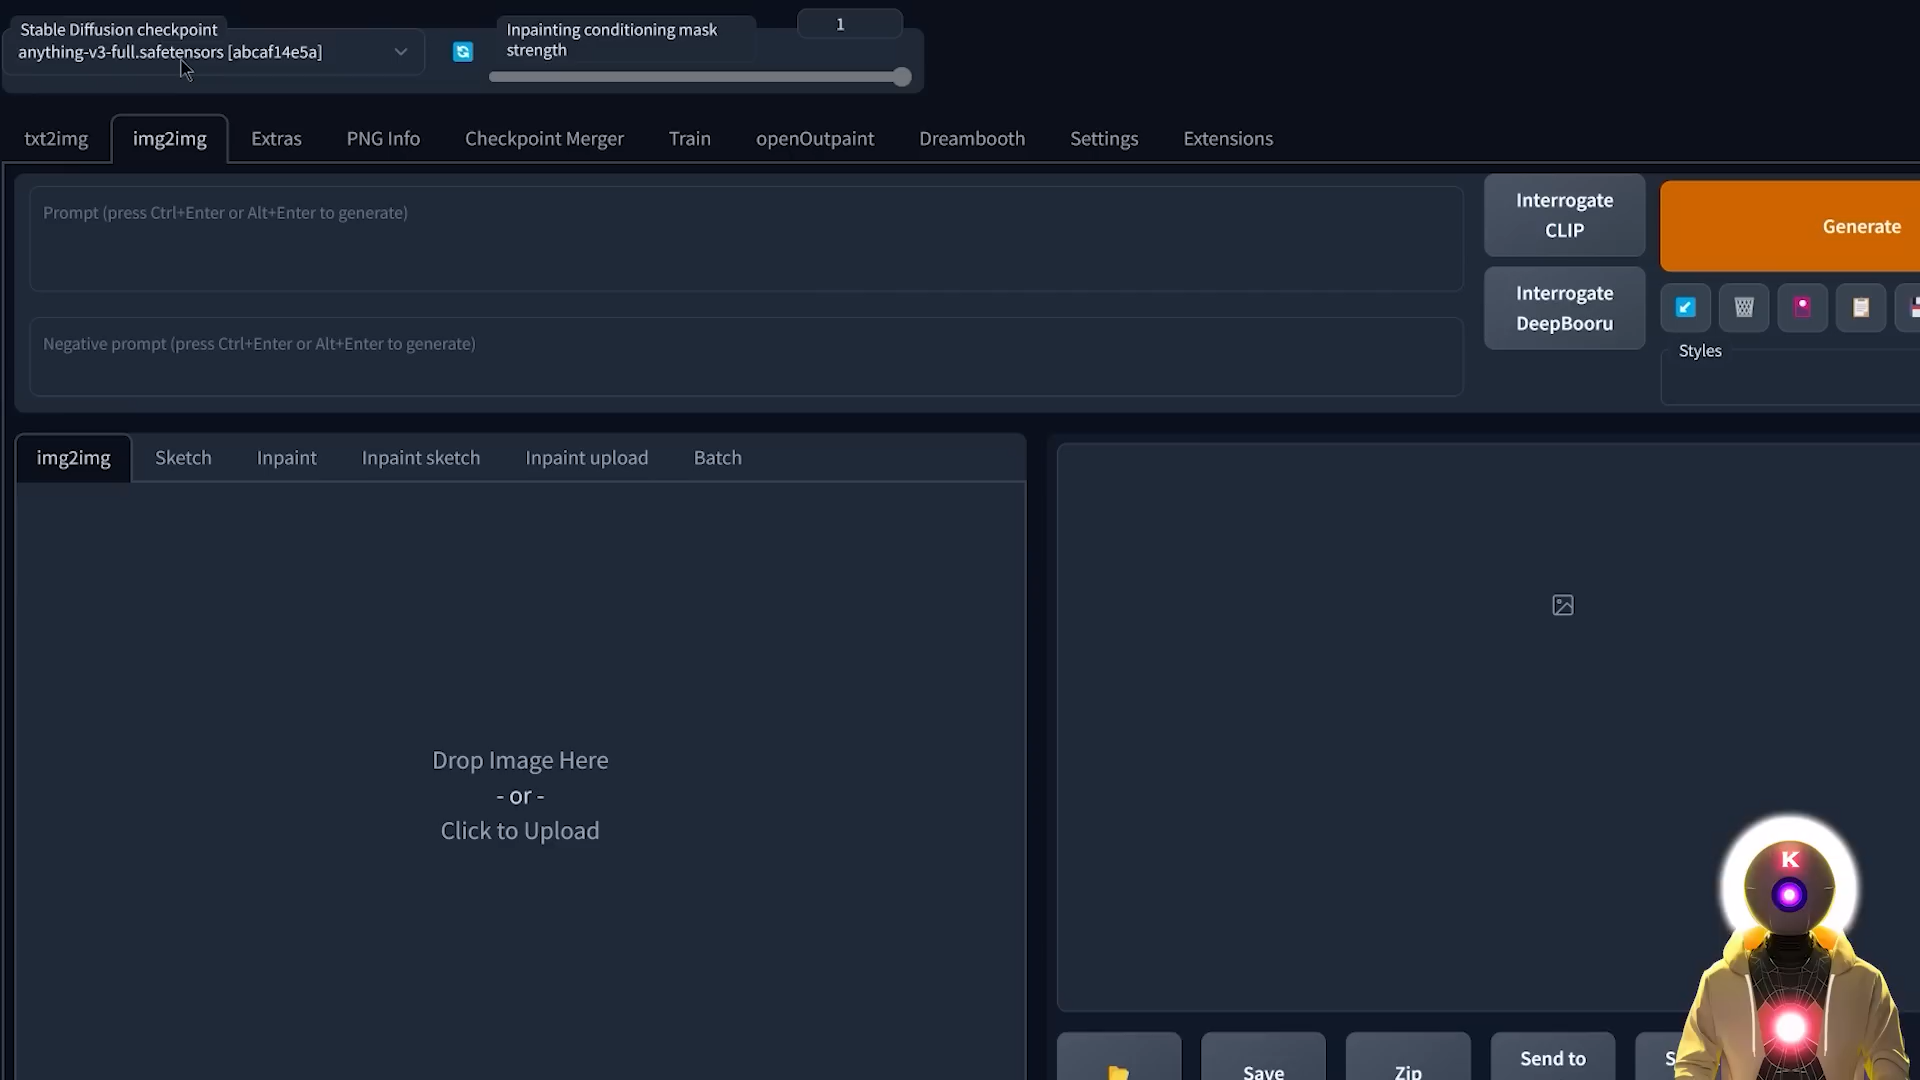 Stable Diffusion checkpoint
anything-v3-full.safetensors [abcaf14e5a]
Inpainting conditioning mask
strength
1
txt2img
img2img
Extras
PNG Info
Checkpoint Merger
Train
openOutpaint
Dreambooth
Settings
Extensions
Prompt (press Ctrl+Enter or Alt+Enter to generate)
Negative prompt (press Ctrl+Enter or Alt+Enter to generate)
Interrogate
CLIP
Interrogate
DeepBooru
Generate
Styles
img2img
Sketch
Inpaint
Inpaint sketch
Inpaint upload
Batch
Drop Image Here
- or -
Click to Upload
Save
Zip
Send to
K